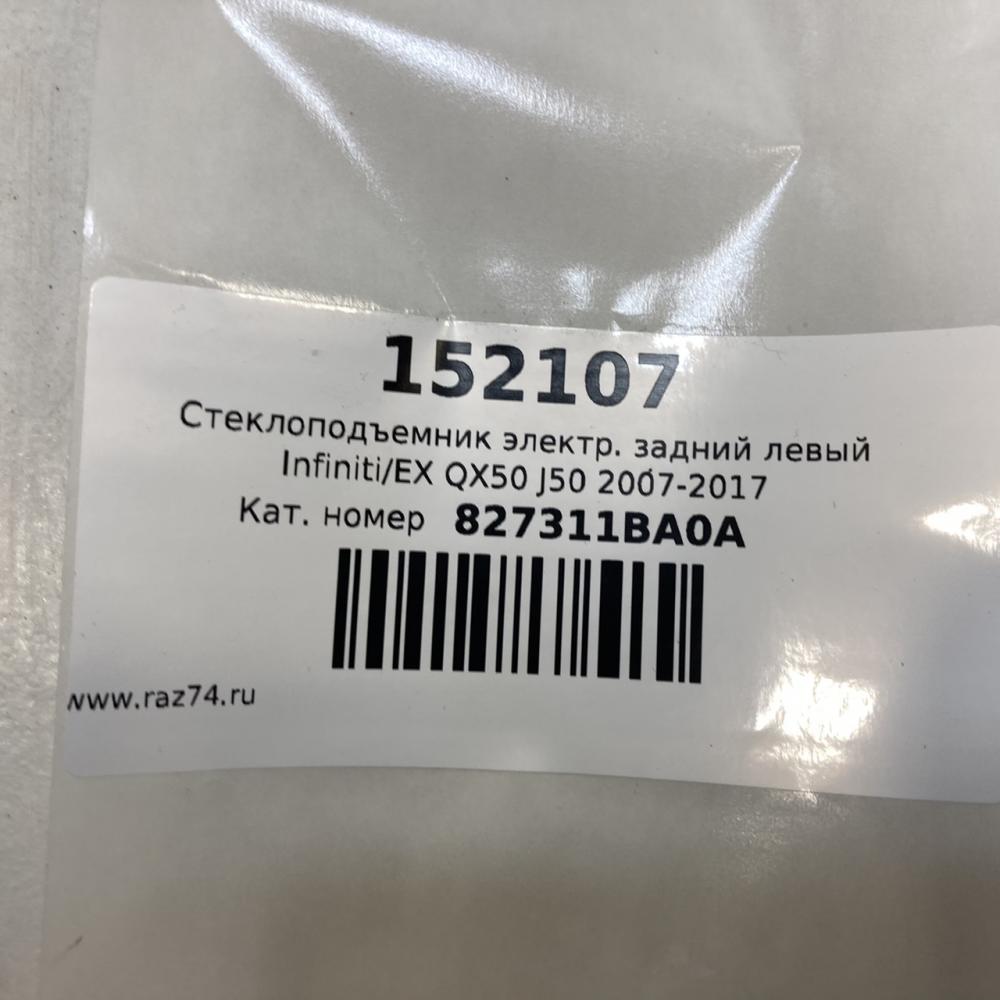 152107
Стеклоподъемник электр. задний левый
Infiniti/EX QX50 J50 2007-2017
Кат. номер 827311BA0A
www.raz74.ru